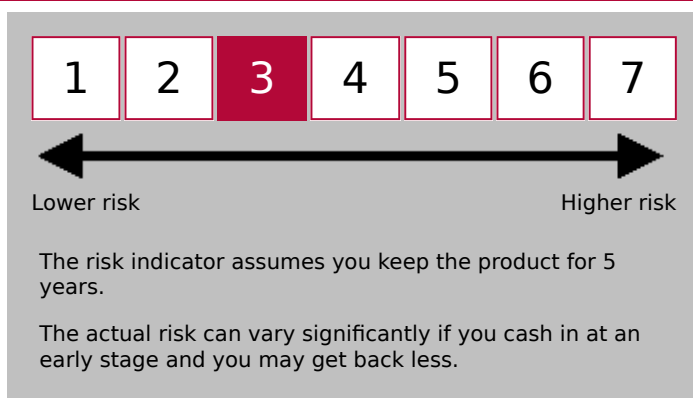 1 2 3 4 5 6 7
Lower risk Higher risk
The risk indicator assumes you keep the product for 5
years.
The actual risk can vary significantly if you cash in at an
early stage and you may get back less.